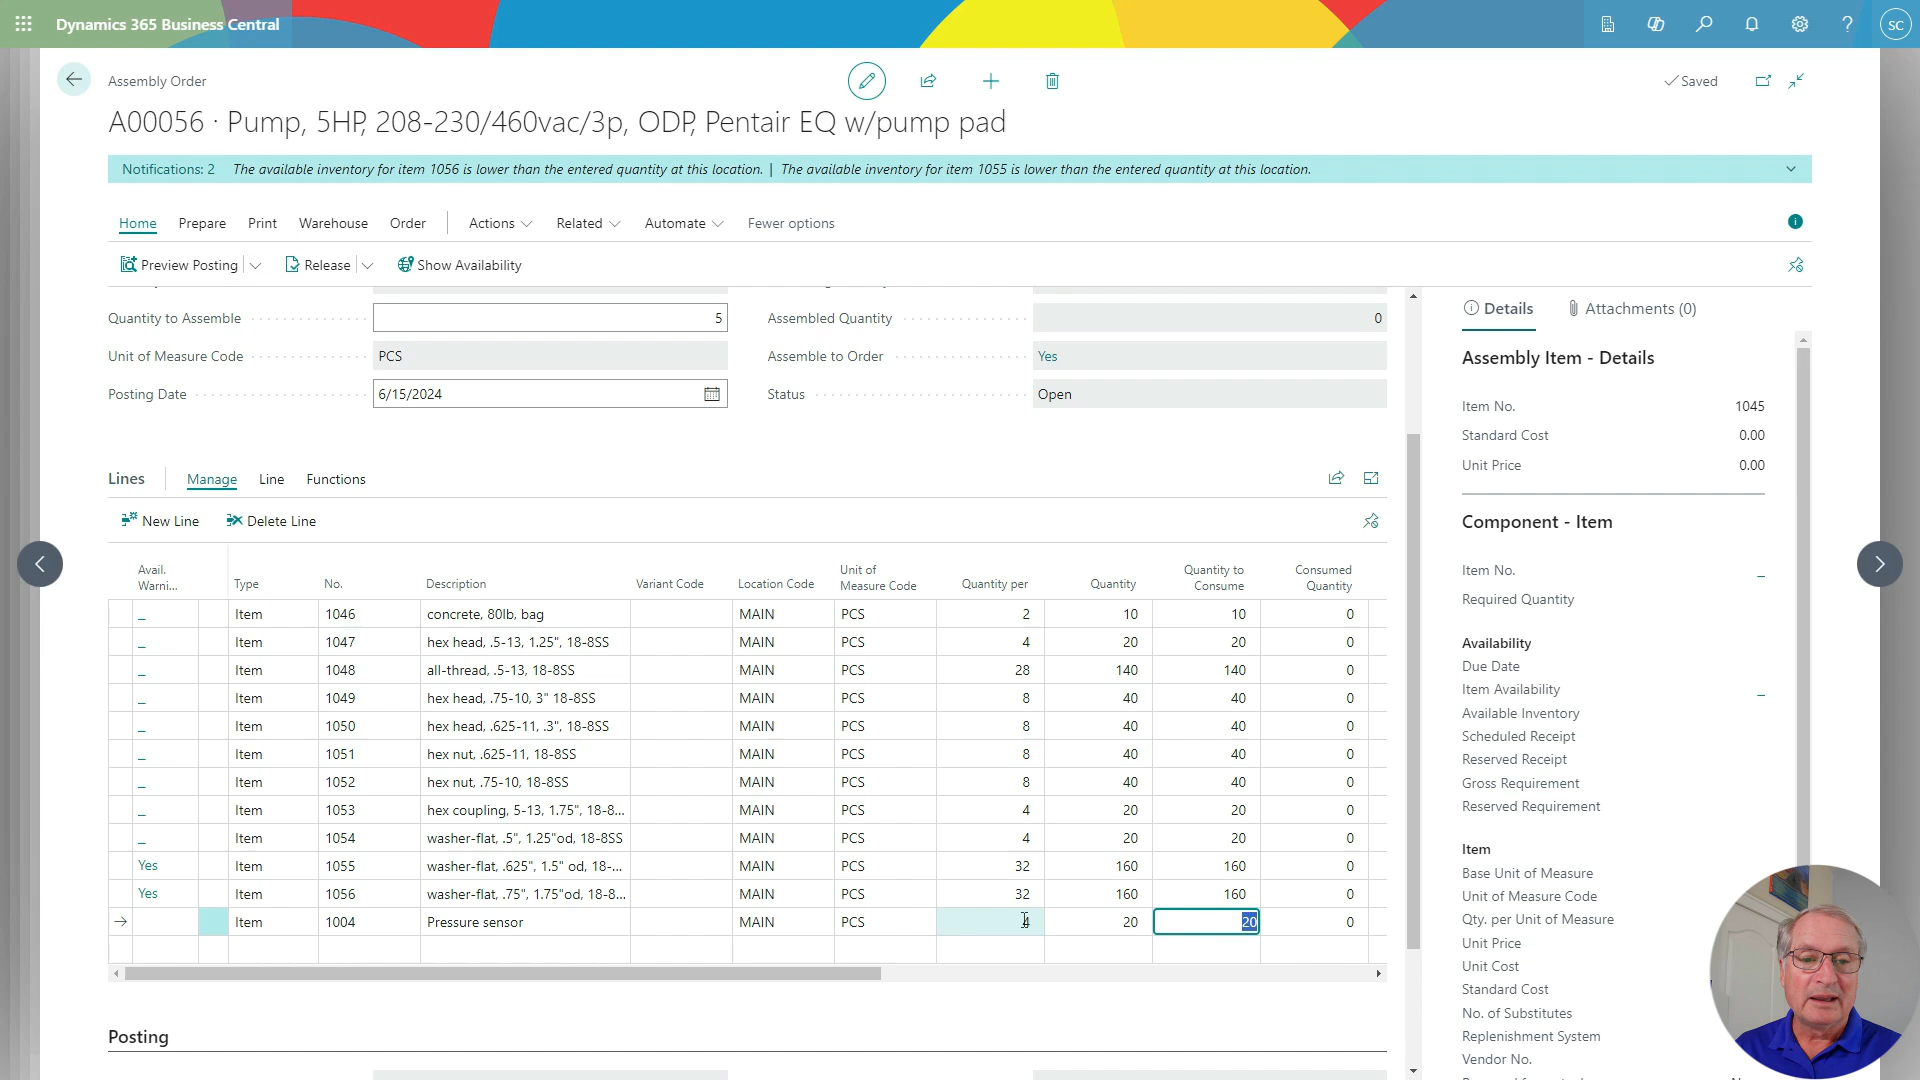 Dynamics 365 Business Central
SC
Assembly Order
Saved
A00056 · Pump, 5HP, 208-230/460vac/3p, ODP, Pentair EQ w/pump pad
Notifications: 2 The available inventory for item 1056 is lower than the entered quantity at this location. | The available inventory for item 1055 is lower than the entered quantity at this location.
Home Prepare Print Warehouse Order Actions Related Automate Fewer options
Preview Posting Release Show Availability
Quantity to Assemble 5 Assembled Quantity 0
Unit of Measure Code PCS Assemble to Order Yes
Posting Date 6/15/2024 Status Open
Lines Manage Line Functions
New Line Delete Line
Avail. Warni... Type No. Description Variant Code Location Code Unit of Measure Code Quantity per Quantity Quantity to Consume Consumed Quantity
_ Item 1046 concrete, 80lb, bag MAIN PCS 2 10 10 0
_ Item 1047 hex head, .5-13, 1.25", 18-8SS MAIN PCS 4 20 20 0
_ Item 1048 all-thread, .5-13, 18-8SS MAIN PCS 28 140 140 0
_ Item 1049 hex head, .75-10, 3" 18-8SS MAIN PCS 8 40 40 0
_ Item 1050 hex head, .625-11, .3", 18-8SS MAIN PCS 8 40 40 0
_ Item 1051 hex nut, .625-11, 18-8SS MAIN PCS 8 40 40 0
_ Item 1052 hex nut, .75-10, 18-8SS MAIN PCS 8 40 40 0
_ Item 1053 hex coupling, 5-13, 1.75", 18-8... MAIN PCS 4 20 20 0
_ Item 1054 washer-flat, .5", 1.25"od, 18-8SS MAIN PCS 4 20 20 0
Yes Item 1055 washer-flat, .625", 1.5" od, 18-... MAIN PCS 32 160 160 0
Yes Item 1056 washer-flat, .75", 1.75"od, 18-8... MAIN PCS 32 160 160 0
Item 1004 Pressure sensor MAIN PCS 4 20 20 0
Posting
Details Attachments (0)
Assembly Item - Details
Item No. 1045
Standard Cost 0.00
Unit Price 0.00
Component - Item
Item No. _
Required Quantity
Availability
Due Date
Item Availability _
Available Inventory
Scheduled Receipt
Reserved Receipt
Gross Requirement
Reserved Requirement
Item
Base Unit of Measure
Unit of Measure Code
Qty. per Unit of Measure
Unit Price
Unit Cost
Standard Cost
No. of Substitutes
Replenishment System
Vendor No.